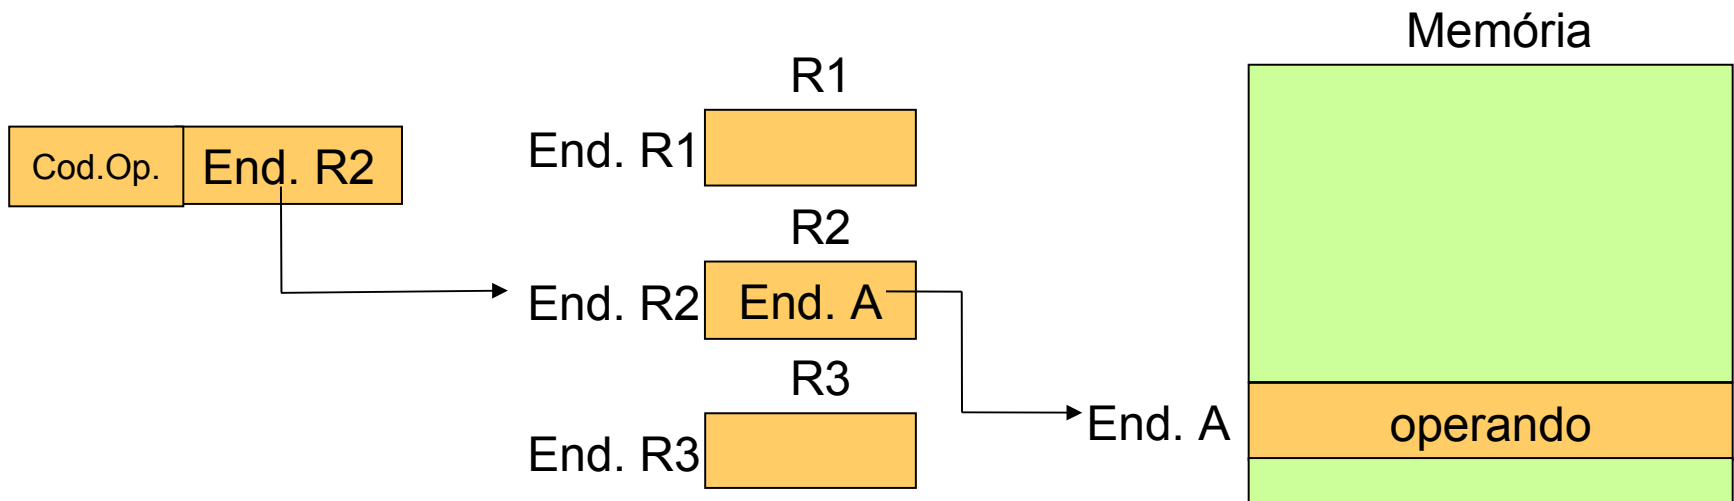 Memória
R1
End. R1
Cod.Op.
End. R2
R2
End. R2
End. A
R3
End. A
operando
End. R3